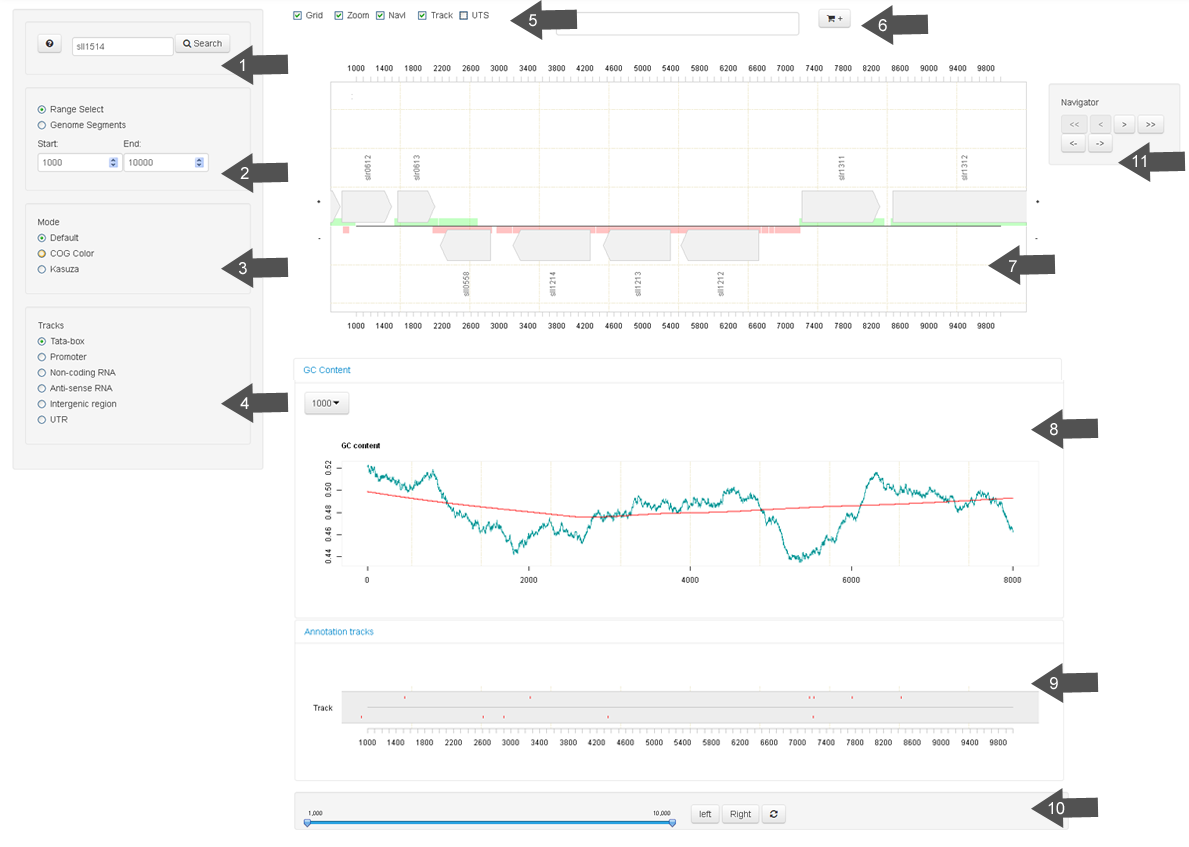 Grid Zoom Navi Track UTS
5
+
6
sll1514
Search
1
Range Select
Genome Segments
Start: End:
1000 10000
2
Mode
Default
COG Color
Kasuza
3
Tracks
Tata-box
Promoter
Non-coding RNA
Anti-sense RNA
Intergenic region
UTR
4
1000 1400 1800 2200 2600 3000 3400 3800 4200 4600 5000 5400 5800 6200 6600 7000 7400 7800 8200 8600 9000 9400 9800
slr0612 slr0613 slr1311 slr1312
sll0558 sll1214 sll1213 sll1212
7
1000 1400 1800 2200 2600 3000 3400 3800 4200 4600 5000 5400 5800 6200 6600 7000 7400 7800 8200 8600 9000 9400 9800
Navigator
<< < > >>
<- ->
11
GC Content
1000
8
GC content
0.52
0.50
0.48
0.46
0.44
0 2000 4000 6000 8000
Annotation tracks
9
Track
1000 1400 1800 2200 2600 3000 3400 3800 4200 4600 5000 5400 5800 6200 6600 7000 7400 7800 8200 8600 9000 9400 9800
1,000 10,000
left Right
10